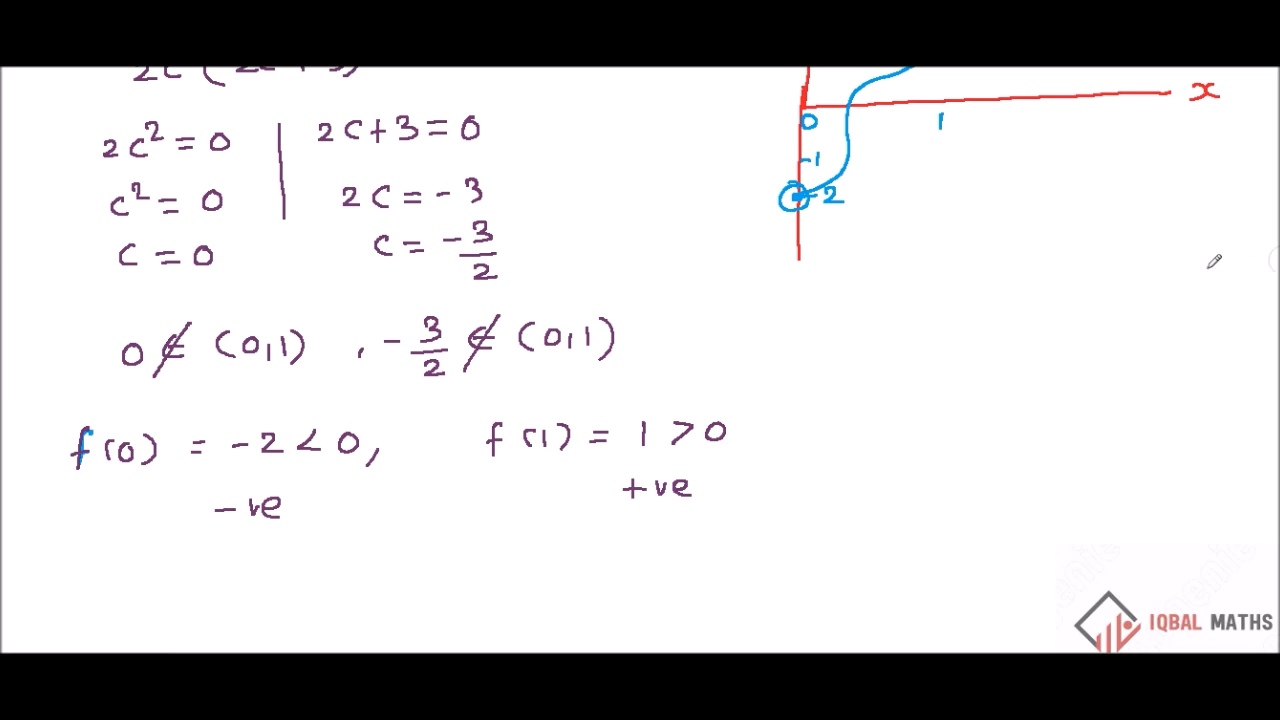 2c² = 0 | 2c + 3 = 0
c² = 0 2c = - 3
c = 0 c = - 3/2
0 ∉ (0,1) , - 3/2 ∉ (0,1)
f(0) = - 2 < 0, f(1) = 1 > 0
- ve +ve
x
0 1
-1
-2
IQBAL MATHS